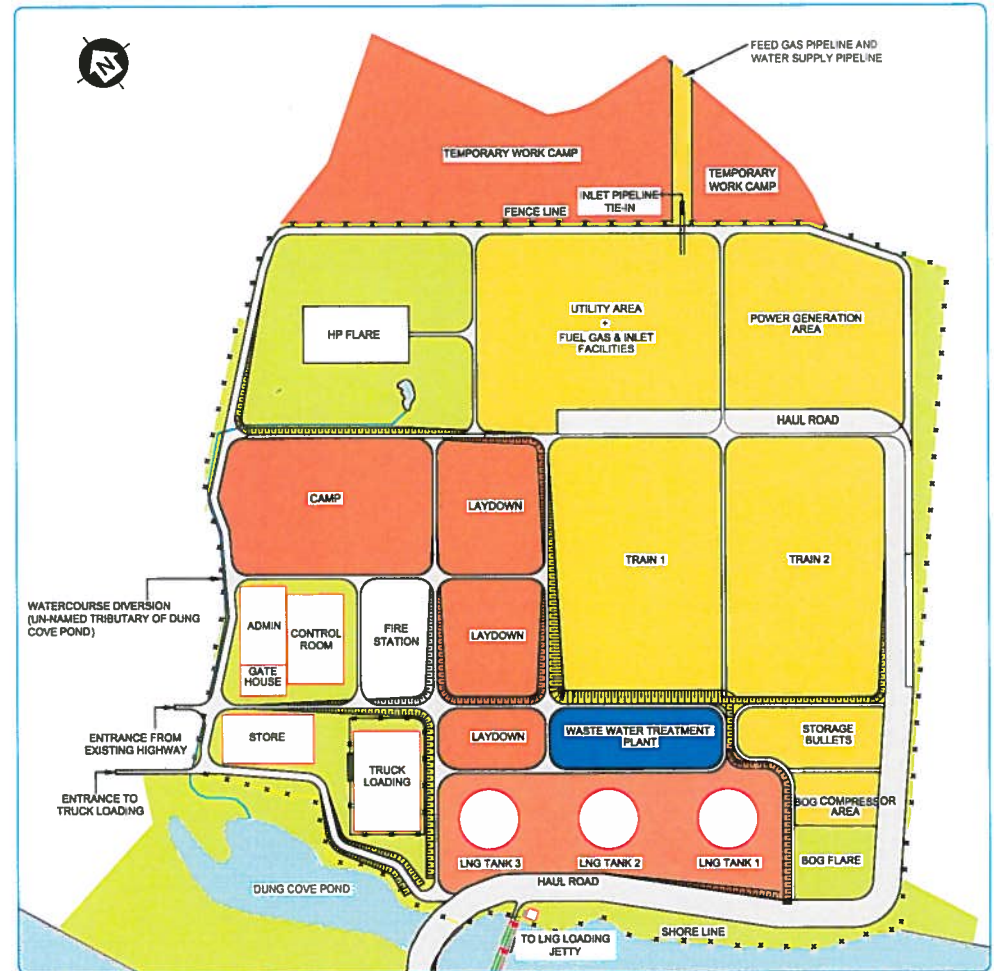 N
FEED GAS PIPELINE AND
WATER SUPPLY PIPELINE
TEMPORARY WORK CAMP
TEMPORARY
WORK CAMP
INLET PIPELINE
TIE-IN
FENCE LINE
HP FLARE
UTILITY AREA
+
FUEL GAS & INLET
FACILITIES
POWER GENERATION
AREA
HAUL ROAD
CAMP
LAYDOWN
TRAIN 1
TRAIN 2
WATERCOURSE DIVERSION
(UN-NAMED TRIBUTARY OF DUNG
COVE POND)
ADMIN
CONTROL
ROOM
GATE
HOUSE
FIRE
STATION
LAYDOWN
ENTRANCE FROM
EXISTING HIGHWAY
STORE
LAYDOWN
WASTE WATER TREATMENT
PLANT
STORAGE
BULLETS
ENTRANCE TO
TRUCK LOADING
TRUCK
LOADING
BOG COMPRESSOR
AREA
LNG TANK 3
LNG TANK 2
LNG TANK 1
BOG FLARE
HAUL ROAD
DUNG COVE POND
SHORE LINE
TO LNG LOADING
JETTY